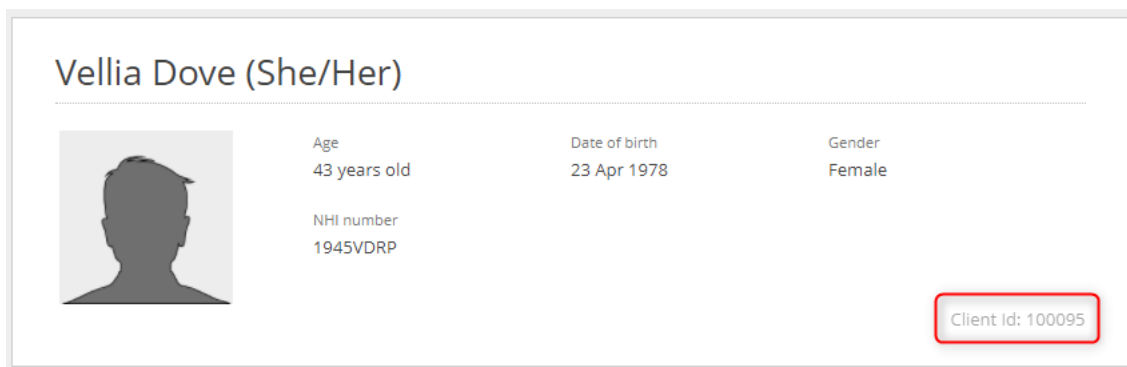 Vellia Dove (She/Her)
Age
43 years old
Date of birth
23 Apr 1978
Gender
Female
NHI number
1945VDRP
Client Id: 100095